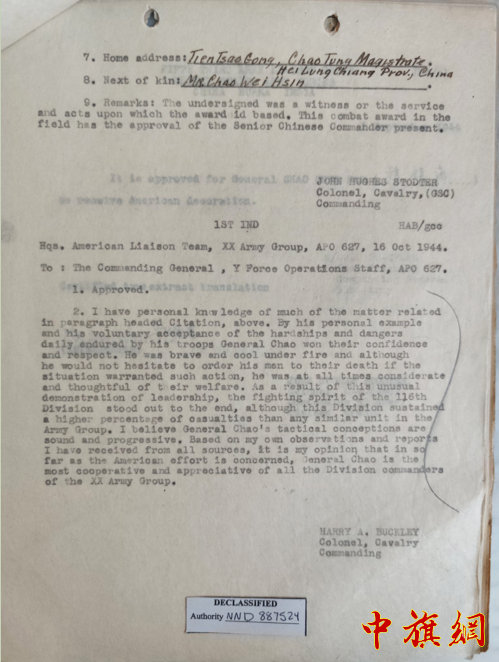 7. Home address: Tien Tsao Gong, Chao Tung Magistrate.
Hei Lung Chiang Prov., China
8. Next of kin: Mr. Chao Wei Hsin
9. Remarks: The undersigned was a witness or the service
and acts upon which the award id based. This combat award in the
field has the approval of the Senior Chinese Commander present.
It is approved for General CHAO
to receive American decoration.
JOHN HUGHES STODTER
Colonel, Cavalry,(GSC)
Commanding
1ST IND HAB/gcc
Hqs. American Liaison Team, XX Army Group, APO 627, 16 Oct 1944.
To : The Commanding General , Y Force Operations Staff, APO 627.
extract translation
1. Approved.
2. I have personal knowledge of much of the matter related
in paragraph headed Citation, above. By his personal example
and his voluntary acceptance of the hardships and dangers
daily endured by his troops General Chao won their confidence
and respect. He was brave and cool under fire and although
he would not hesitate to order his men to their death if the
situation warranted such action, he was at all times considerate
and thoughtful of their welfare. As a result of this unusual
demonstration of leadership, the fighting spirit of the 116th
Division stood out to the end, although this Division sustained
a higher percentage of casualties than any similar unit in the
Army Group. I believe General Chao's tactical conceptions are
sound and progressive. Based on my own observations and reports
I have received from all sources, it is my opinion that in so
far as the American effort is concerned, General Chao is the
most cooperative and appreciative of all the Division commanders
of the XX Army Group.
HARRY A. BUCKLEY
Colonel, Cavalry
Commanding
DECLASSIFIED
Authority NND 887524
中旗網